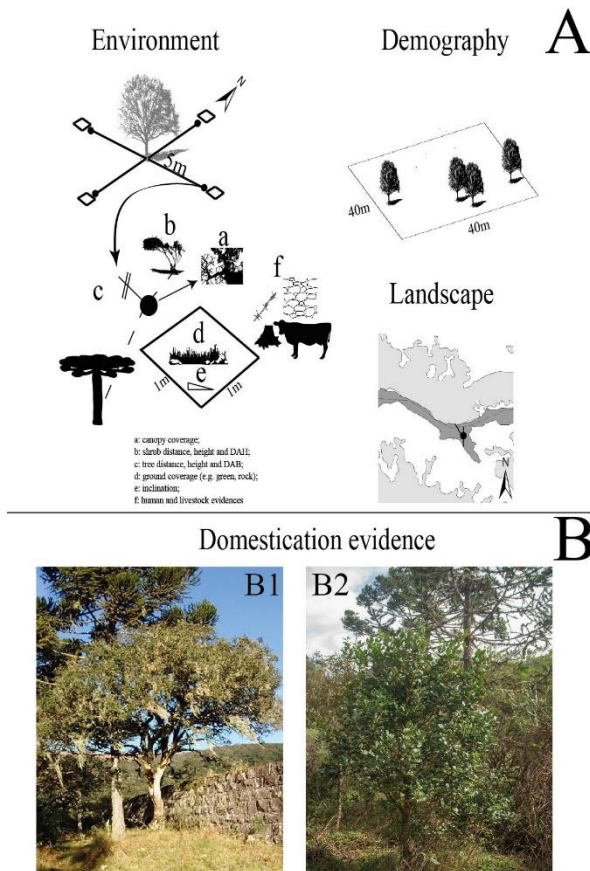 A
Environment
Demography
N
5m
40m
40m
b
a
f
c
d
e
1m
1m
Landscape
N
a: canopy coverage;
b: shrub distance, height and DAH;
c: tree distance, height and DAB;
d: ground coverage (e.g. green, rock);
e: inclination;
f: human and livestock evidences
B
Domestication evidence
B1
B2